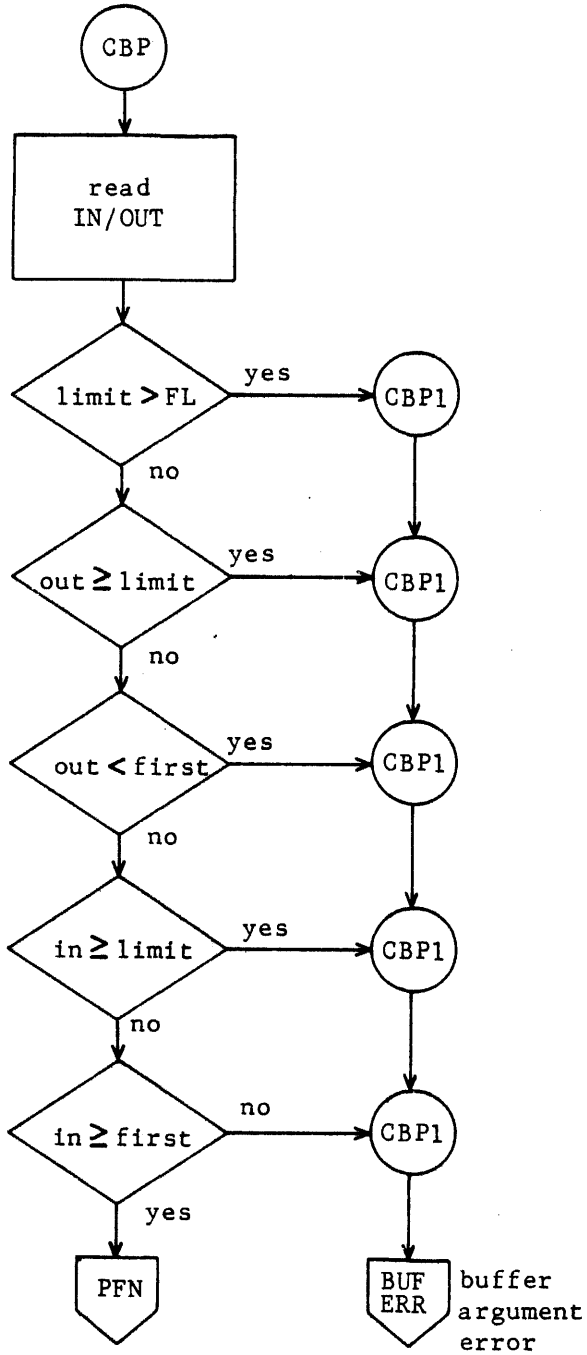 CBP
read
IN/OUT
limit > FL
yes
CBP1
no
out ≥ limit
yes
CBP1
no
out < first
yes
CBP1
no
in ≥ limit
yes
CBP1
no
in ≥ first
no
CBP1
yes
PFN
BUF
ERR
buffer
argument
error